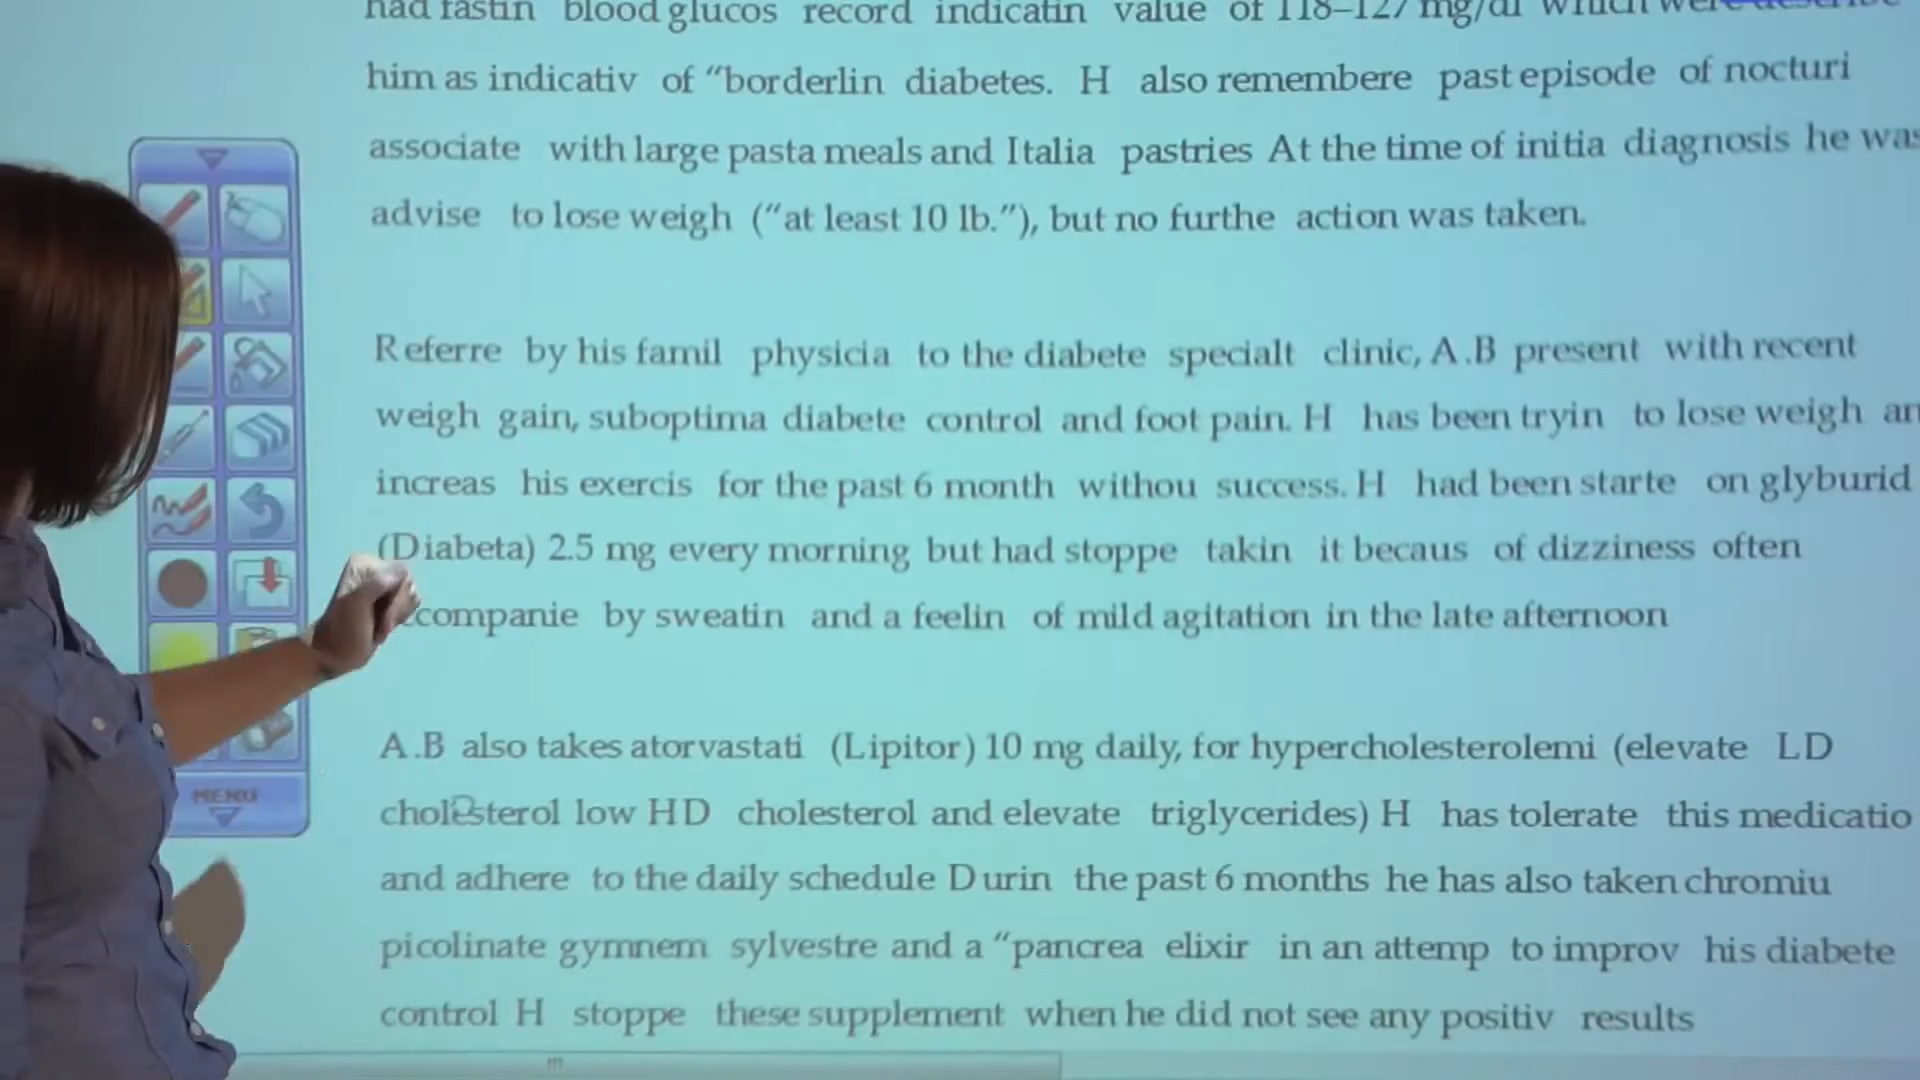 had fastin blood glucos record indicatin value of 118–127 mg/dl which were describe
him as indicativ of “borderlin diabetes. H also remembere past episode of nocturi
associate with large pasta meals and Italia pastries At the time of initia diagnosis he was
advise to lose weigh (“at least 10 lb.”), but no furthe action was taken.
Referre by his famil physicia to the diabete specialt clinic, A.B present with recent
weigh gain, suboptima diabete control and foot pain. H has been tryin to lose weigh an
increas his exercis for the past 6 month withou success. H had been starte on glyburid
(Diabeta) 2.5 mg every morning but had stoppe takin it becaus of dizziness often
ccompanie by sweatin and a feelin of mild agitation in the late afternoon
A.B also takes atorvastati (Lipitor) 10 mg daily, for hypercholesterolemi (elevate LD
cholesterol low HD cholesterol and elevate triglycerides) H has tolerate this medicatio
and adhere to the daily schedule Durin the past 6 months he has also taken chromiu
picolinate gymnem sylvestre and a “pancrea elixir in an attemp to improv his diabete
control H stoppe these supplement when he did not see any positiv results
MENU